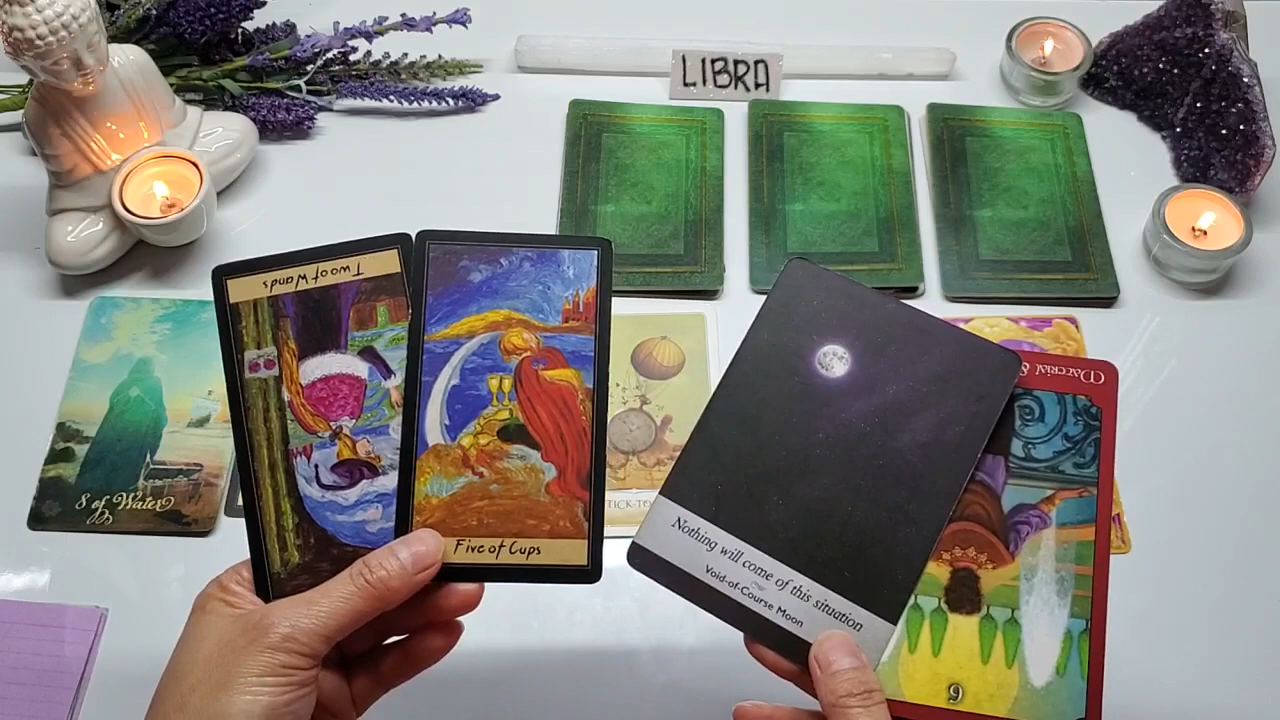 LIBRA
Two of Wands
Five of Cups
8 of Water
TICK-TO
Nothing will come of this situation
Void-of-Course Moon
Material
9